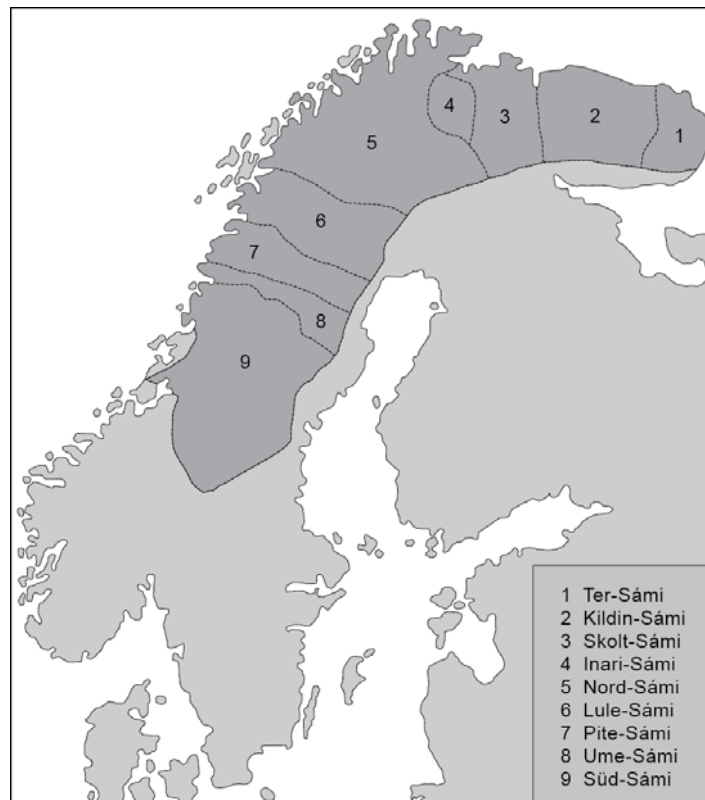 4
3
2
1
5
6
7
8
9
1 Ter-Sámi
2 Kildin-Sámi
3 Skolt-Sámi
4 Inari-Sámi
5 Nord-Sámi
6 Lule-Sámi
7 Pite-Sámi
8 Ume-Sámi
9 Süd-Sámi